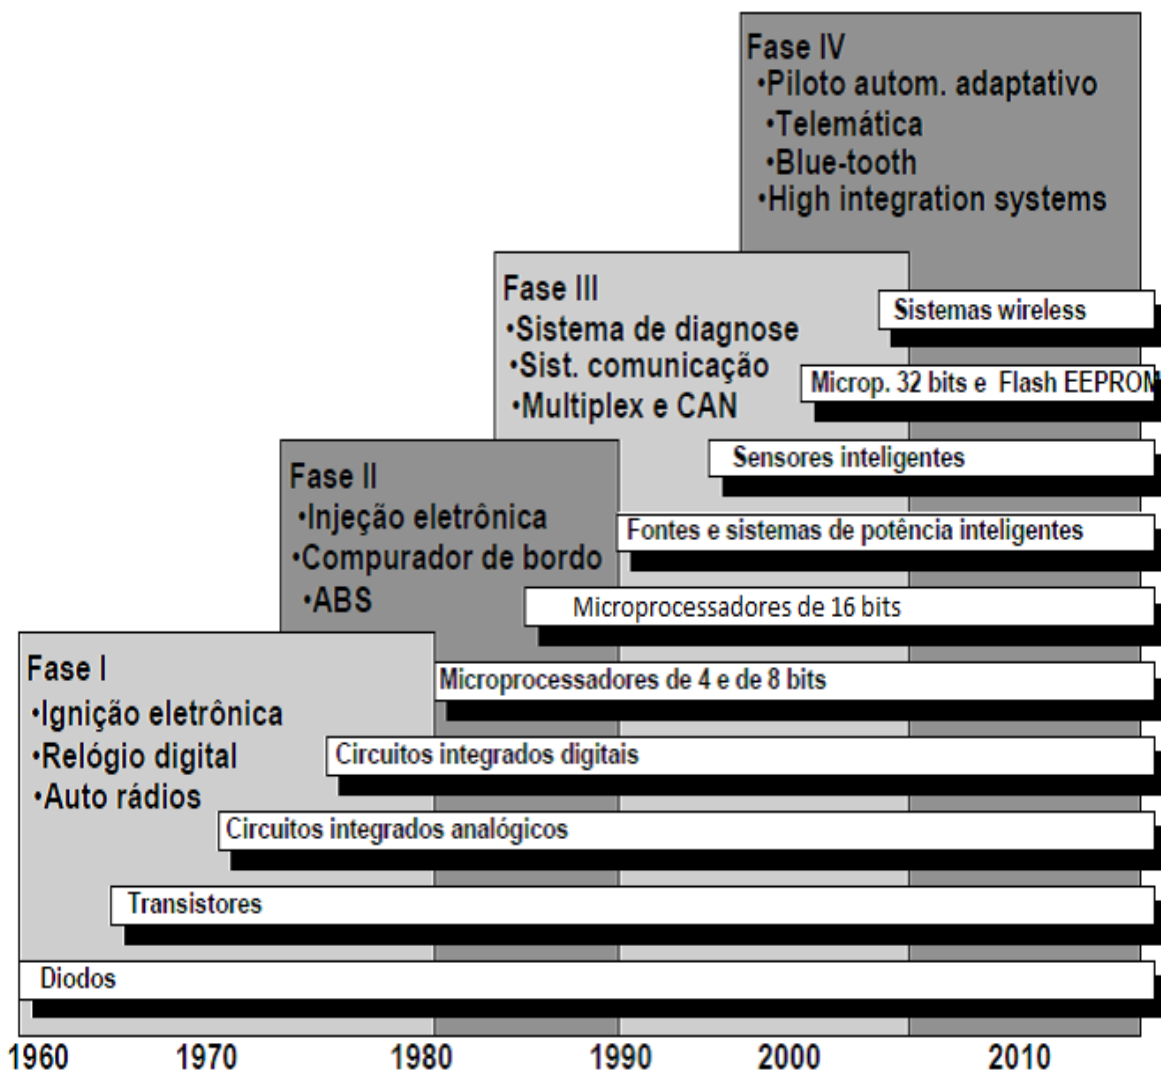 Fase IV
•Piloto autom. adaptativo
•Telemática
•Blue-tooth
•High integration systems
Fase III
•Sistema de diagnose
•Sist. comunicação
•Multiplex e CAN
Sistemas wireless
Microp. 32 bits e Flash EEPROM
Sensores inteligentes
Fase II
•Injeção eletrônica
•Compurador de bordo
•ABS
Fontes e sistemas de potência inteligentes
Microprocessadores de 16 bits
Fase I
•Ignição eletrônica
•Relógio digital
•Auto rádios
Microprocessadores de 4 e de 8 bits
Circuitos integrados digitais
Circuitos integrados analógicos
Transistores
Diodos
1960 1970 1980 1990 2000 2010